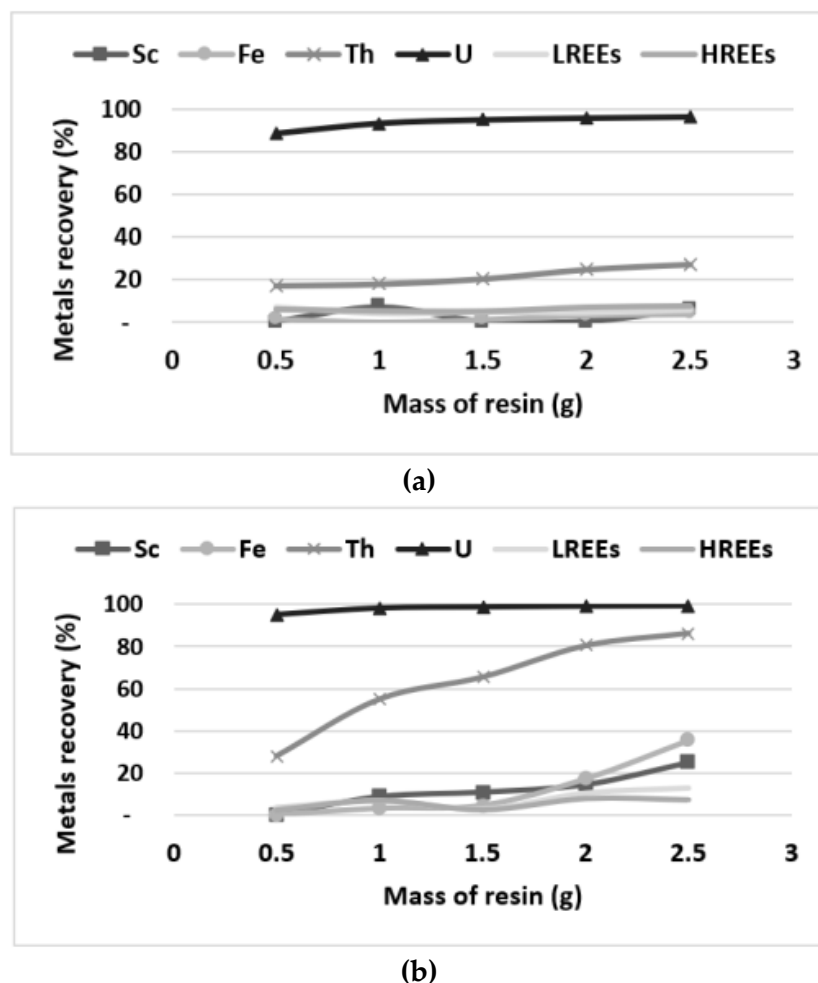 Sc Fe Th U LREEs HREEs
100
80
60
40
20
-
Metals recovery (%)
0 0.5 1 1.5 2 2.5 3
Mass of resin (g)
(a)
Sc Fe Th U LREEs HREEs
100
80
60
40
20
-
Metals recovery (%)
0 0.5 1 1.5 2 2.5 3
Mass of resin (g)
(b)